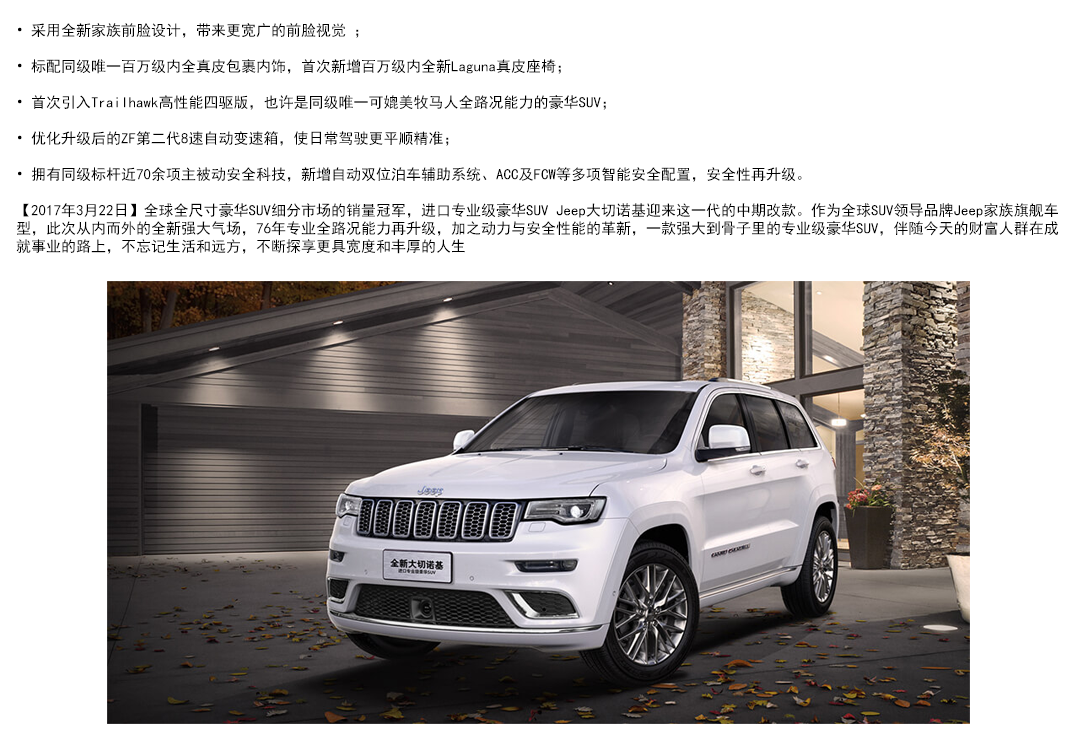 • 采用全新家族前脸设计，带来更宽广的前脸视觉 ；
• 标配同级唯一百万级内全真皮包裹内饰，首次新增百万级内全新Laguna真皮座椅；
• 首次引入Trailhawk高性能四驱版，也许是同级唯一可媲美牧马人全路况能力的豪华SUV；
• 优化升级后的ZF第二代8速自动变速箱，使日常驾驶更平顺精准；
• 拥有同级标杆近70余项主被动安全科技，新增自动双位泊车辅助系统、ACC及FCW等多项智能安全配置，安全性再升级。
【2017年3月22日】全球全尺寸豪华SUV细分市场的销量冠军，进口专业级豪华SUV Jeep大切诺基迎来这一代的中期改款。作为全球SUV领导品牌Jeep家族旗舰车
型，此次从内而外的全新强大气场，76年专业全路况能力再升级，加之动力与安全性能的革新，一款强大到骨子里的专业级豪华SUV，伴随今天的财富人群在成
就事业的路上，不忘记生活和远方，不断探享更具宽度和丰厚的人生
Jeep
全新大切诺基
进口专业级豪华SUV
GRAND CHEROKEE